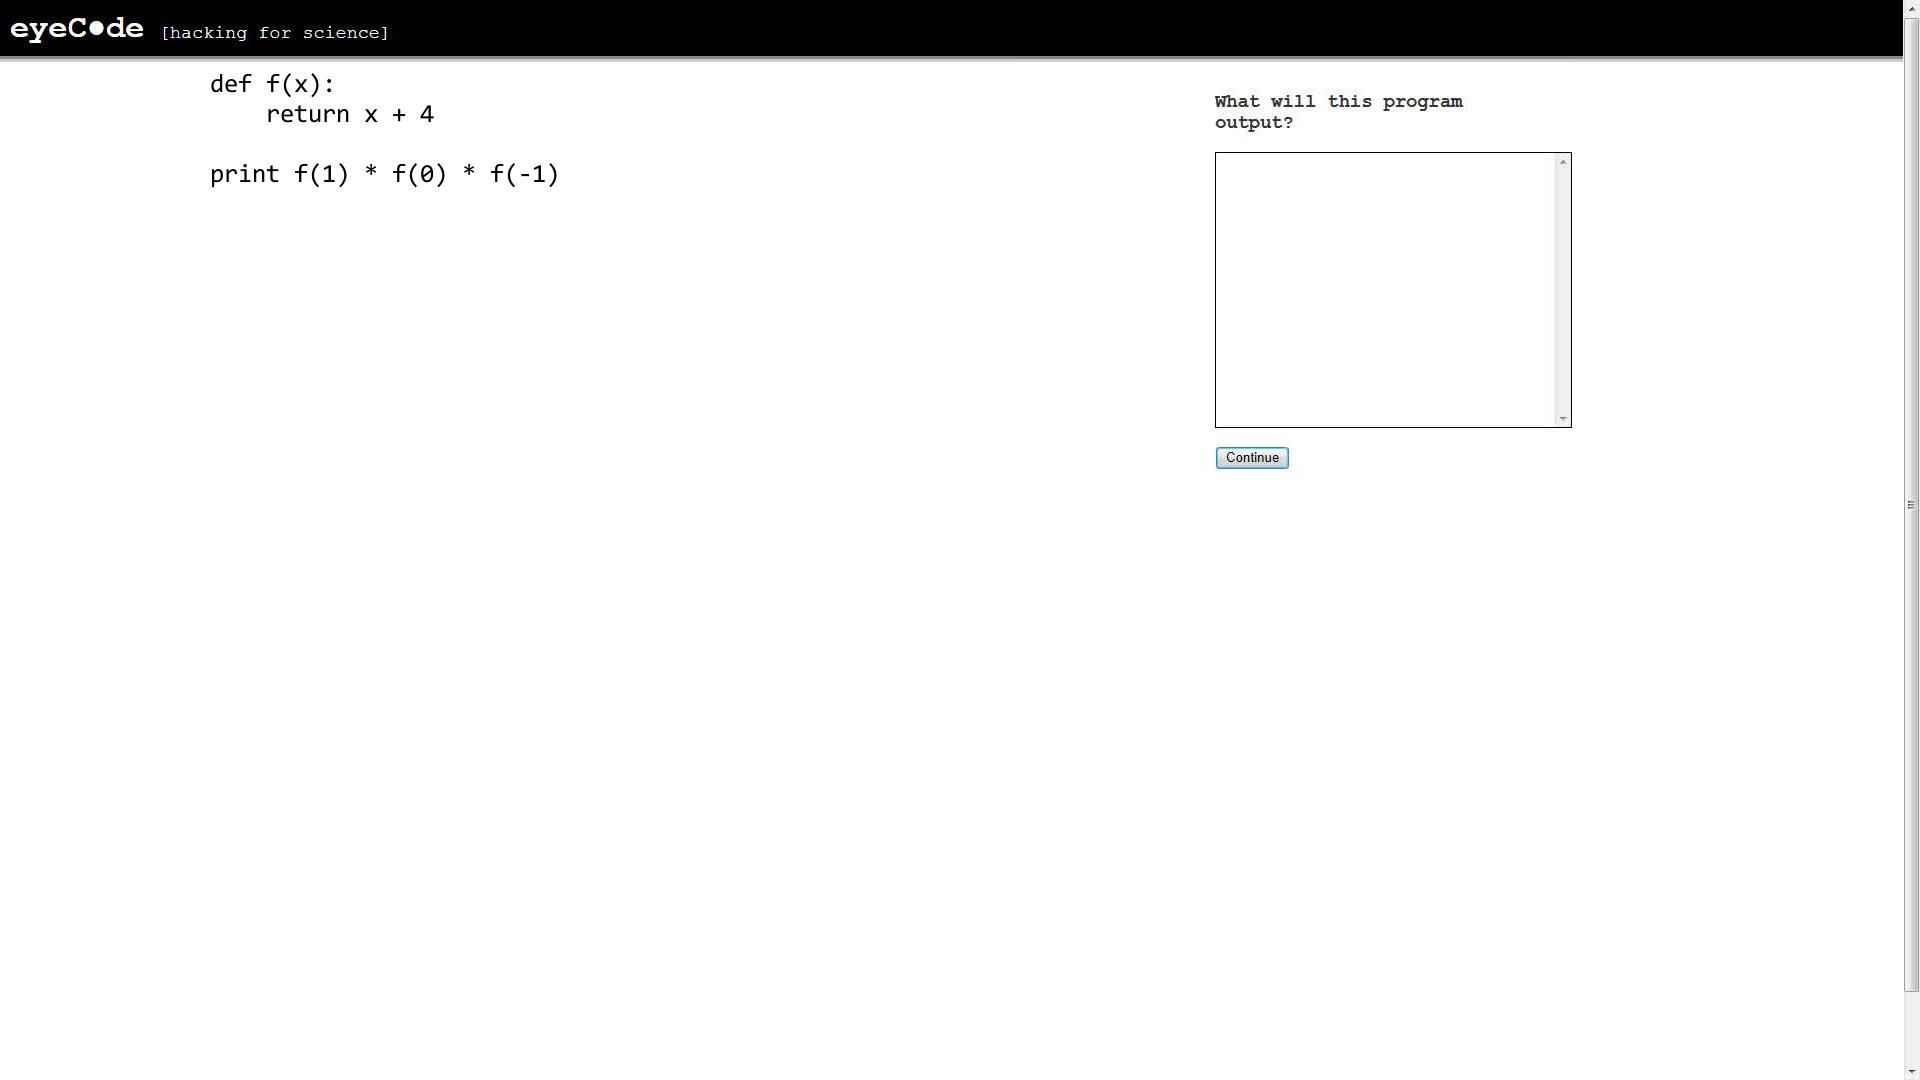 eyeC●de [hacking for science]
def f(x):
    return x + 4
print f(1) * f(0) * f(-1)
What will this program
output?
Continue